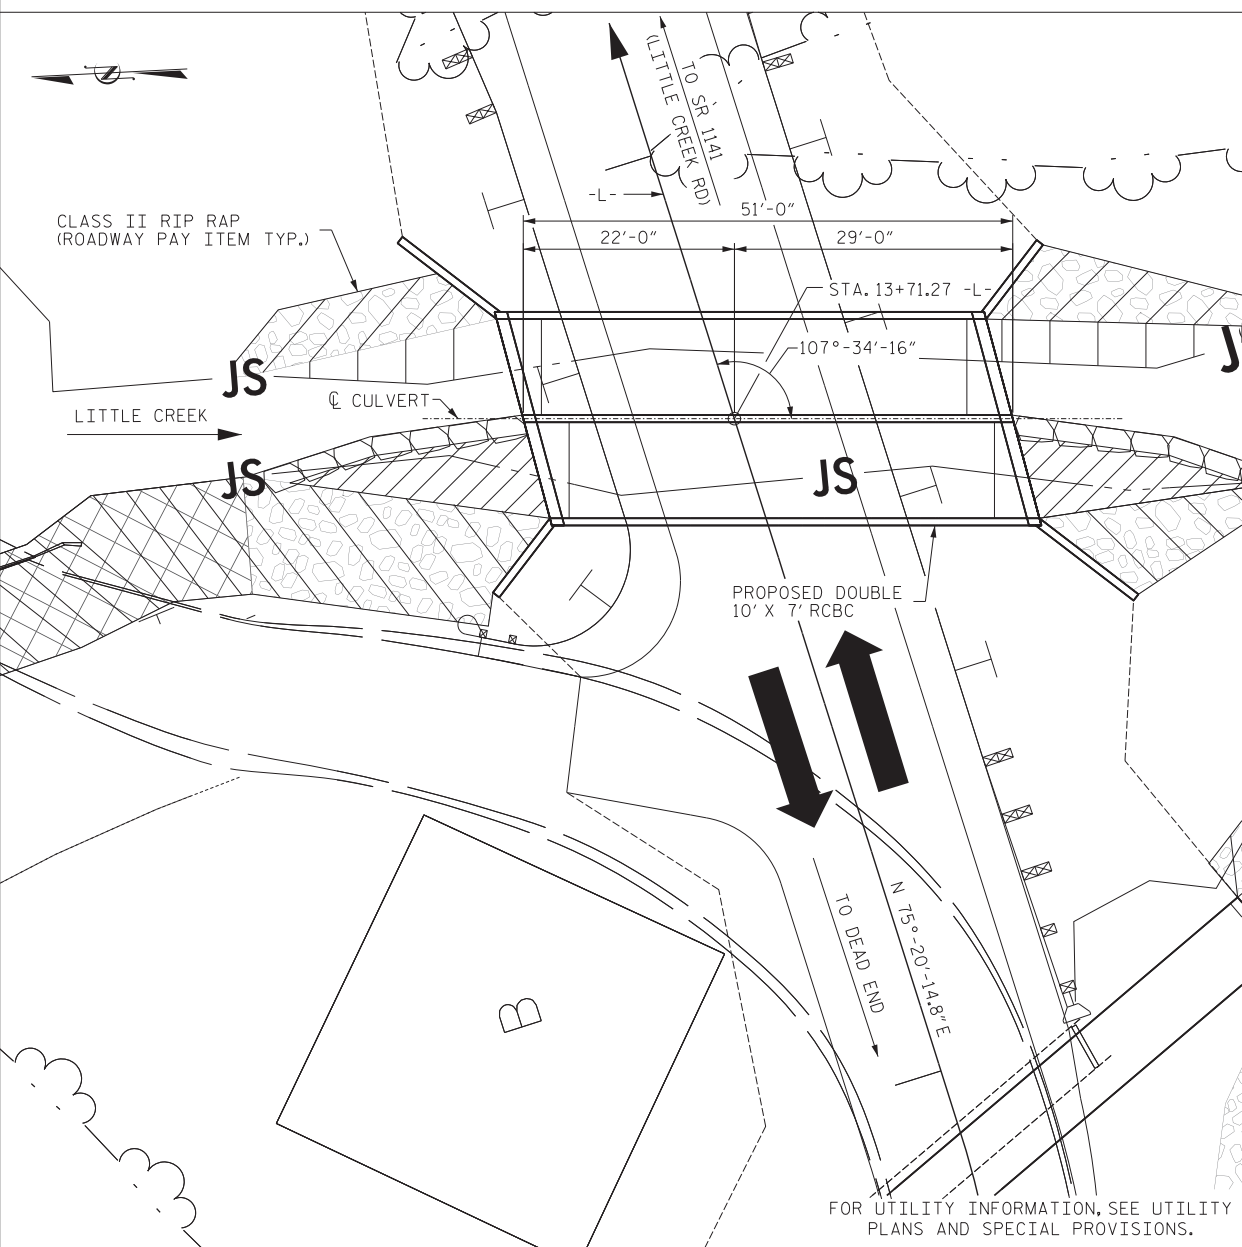 TO SR 1141
(LITTLE CREEK RD)
-L-
51'-0"
22'-0"
29'-0"
CLASS II RIP RAP
(ROADWAY PAY ITEM TYP.)
STA. 13+71.27 -L-
107°-34'-16"
JS
℄ CULVERT
LITTLE CREEK
JS
JS
PROPOSED DOUBLE
10' X 7' RCBC
TO DEAD END
N 75°-20'-14.8"E
B
FOR UTILITY INFORMATION, SEE UTILITY
PLANS AND SPECIAL PROVISIONS.